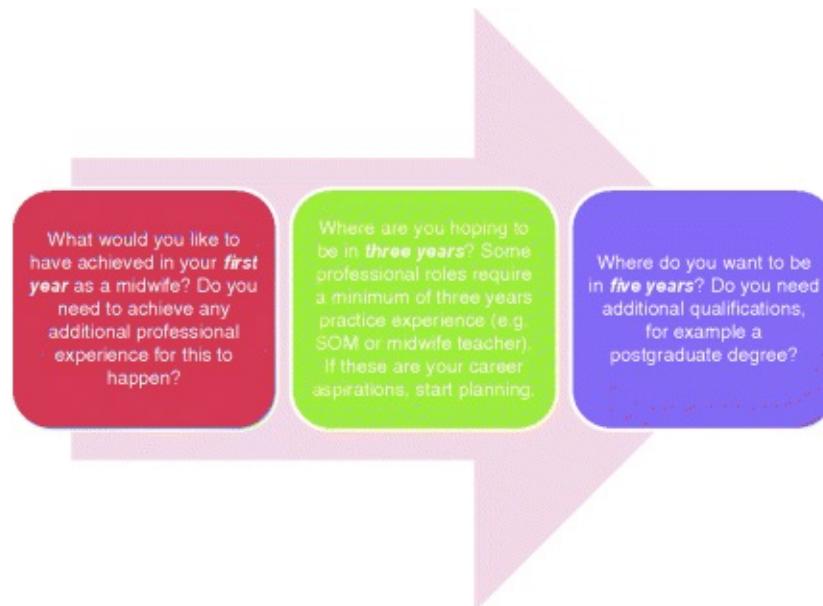 What would you like to
have achieved in your first
year as a midwife? Do you
need to achieve any
additional professional
experience for this to
happen?
Where are you hoping to
be in three years? Some
professional roles require
a minimum of three years
practice experience (e.g.
SOM or midwife teacher).
If these are your career
aspirations, start planning.
Where do you want to be
in five years? Do you need
additional qualifications,
for example a
postgraduate degree?